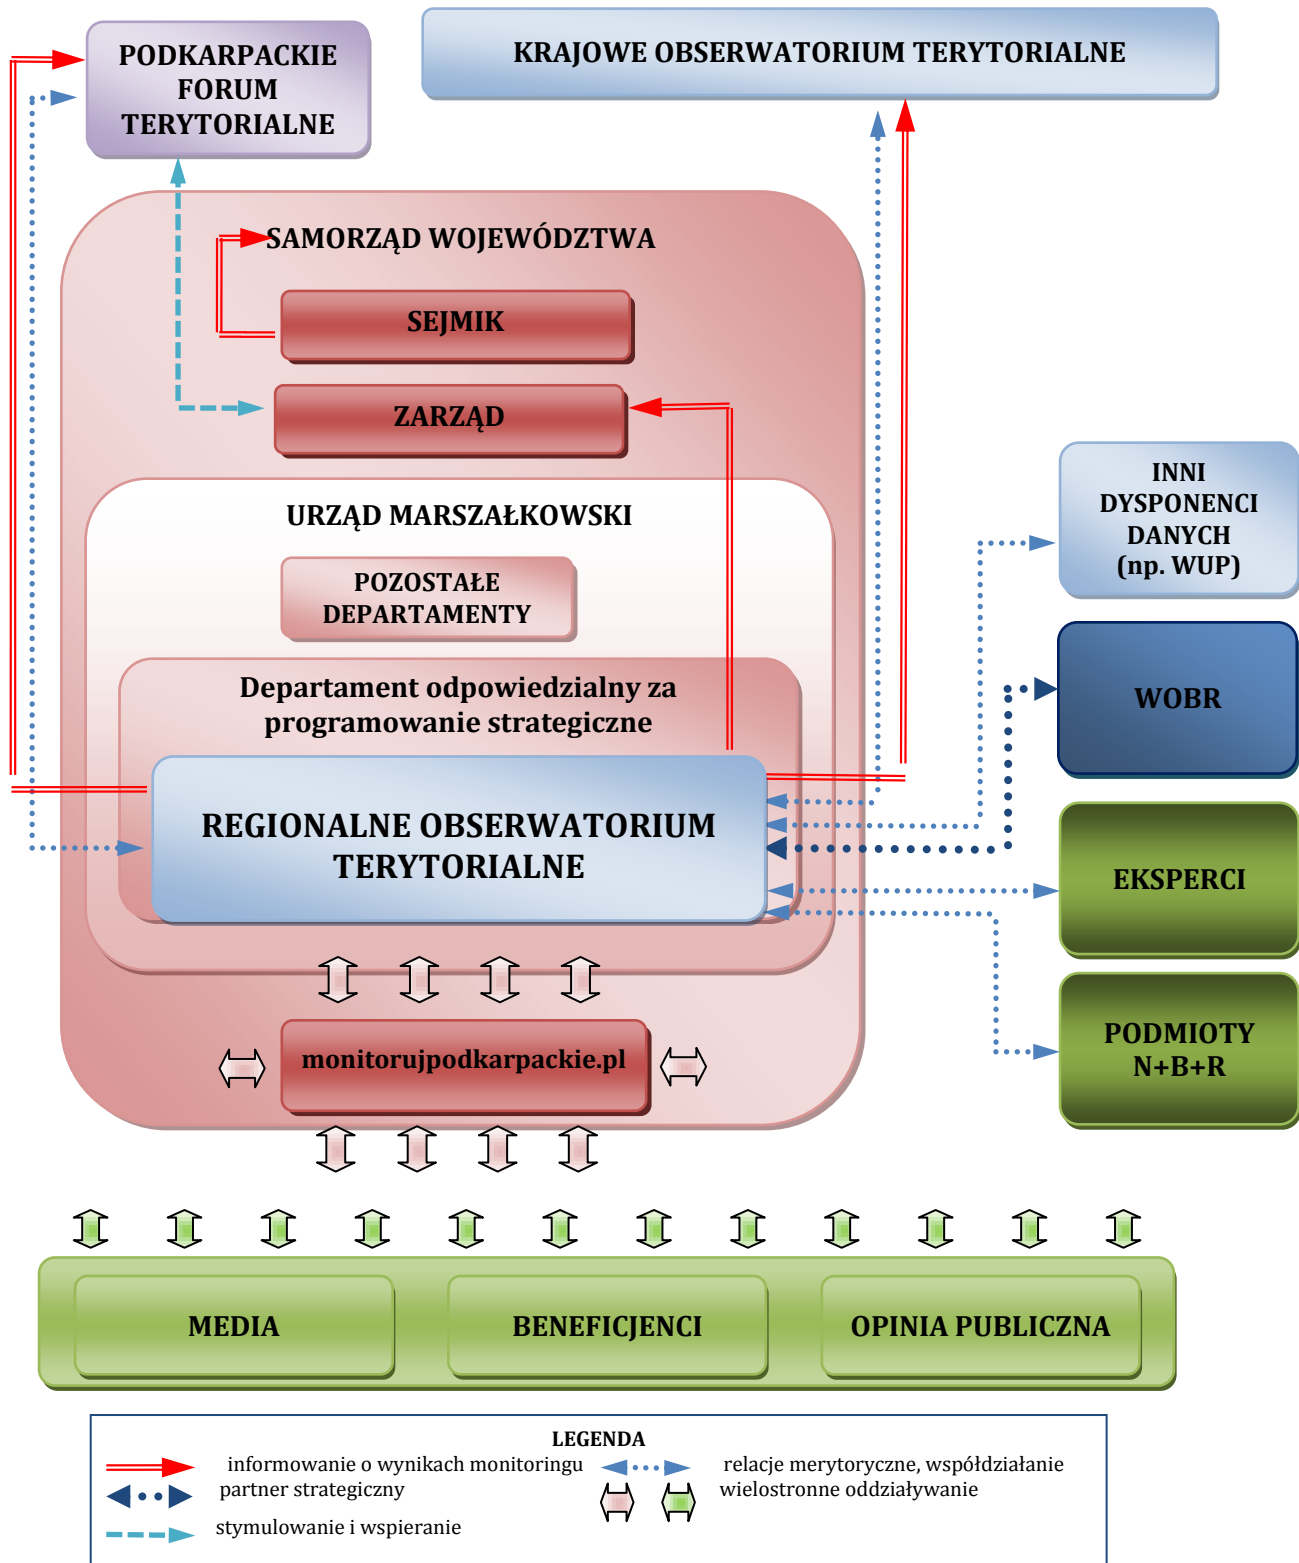 PODKARPACKIE
FORUM
TERYTORIALNE
KRAJOWE OBSERWATORIUM TERYTORIALNE
SAMORZĄD WOJEWÓDZTWA
SEJMIK
ZARZĄD
URZĄD MARSZAŁKOWSKI
POZOSTAŁE
DEPARTAMENTY
Departament odpowiedzialny za
programowanie strategiczne
REGIONALNE OBSERWATORIUM
TERYTORIALNE
INNI
DYSPONENCI
DANYCH
(np. WUP)
WOBR
EKSPERCI
PODMIOTY
N+B+R
monitorujpodkarpackie.pl
MEDIA
BENEFICJENCI
OPINIA PUBLICZNA
LEGENDA
informowanie o wynikach monitoringu
relacje merytoryczne, współdziałanie
partner strategiczny
wielostronne oddziaływanie
stymulowanie i wspieranie